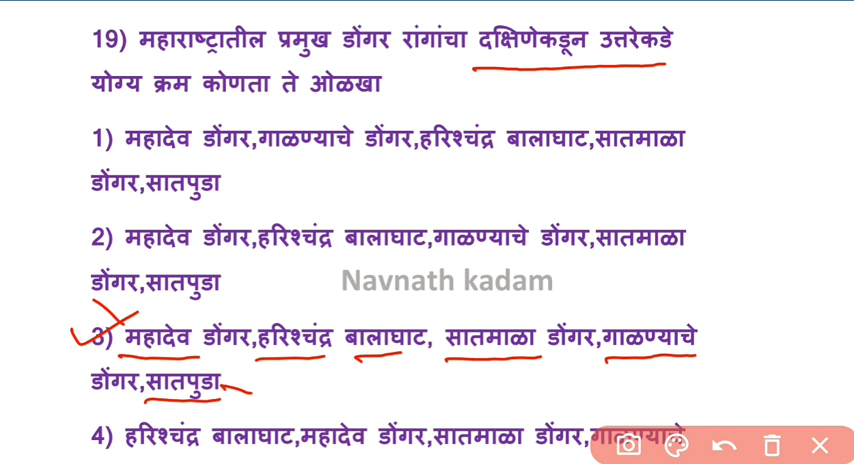 19) महाराष्ट्रातील प्रमुख डोंगर रांगांचा दक्षिणेकडून उत्तरेकडे
योग्य क्रम कोणता ते ओळखा
1) महादेव डोंगर,गाळण्याचे डोंगर,हरिश्चंद्र बालाघाट,सातमाळा
डोंगर,सातपुडा
2) महादेव डोंगर,हरिश्चंद्र बालाघाट,गाळण्याचे डोंगर,सातमाळा
डोंगर,सातपुडा
Navnath kadam
3) महादेव डोंगर,हरिश्चंद्र बालाघाट, सातमाळा डोंगर,गाळण्याचे
डोंगर,सातपुडा
4) हरिश्चंद्र बालाघाट,महादेव डोंगर,सातमाळा डोंगर,गाळण्याचे